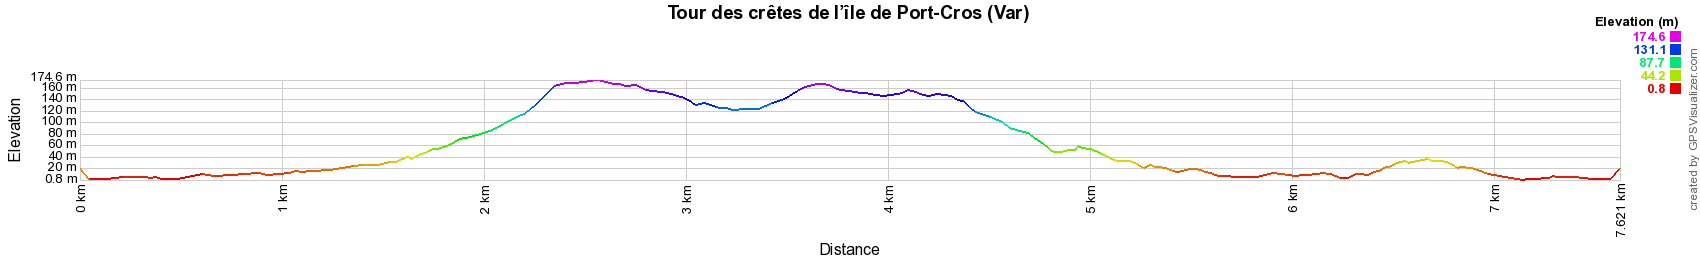 Tour des crêtes de l'île de Port-Cros (Var)
Elevation (m)
174.6
131.1
87.7
44.2
0.8
174.6 m
160 m
140 m
120 m
100 m
80 m
60 m
40 m
20 m
0.8 m
Elevation
0 km
1 km
2 km
3 km
4 km
5 km
6 km
7 km
7.621 km
Distance
created by GPSVisualizer.com